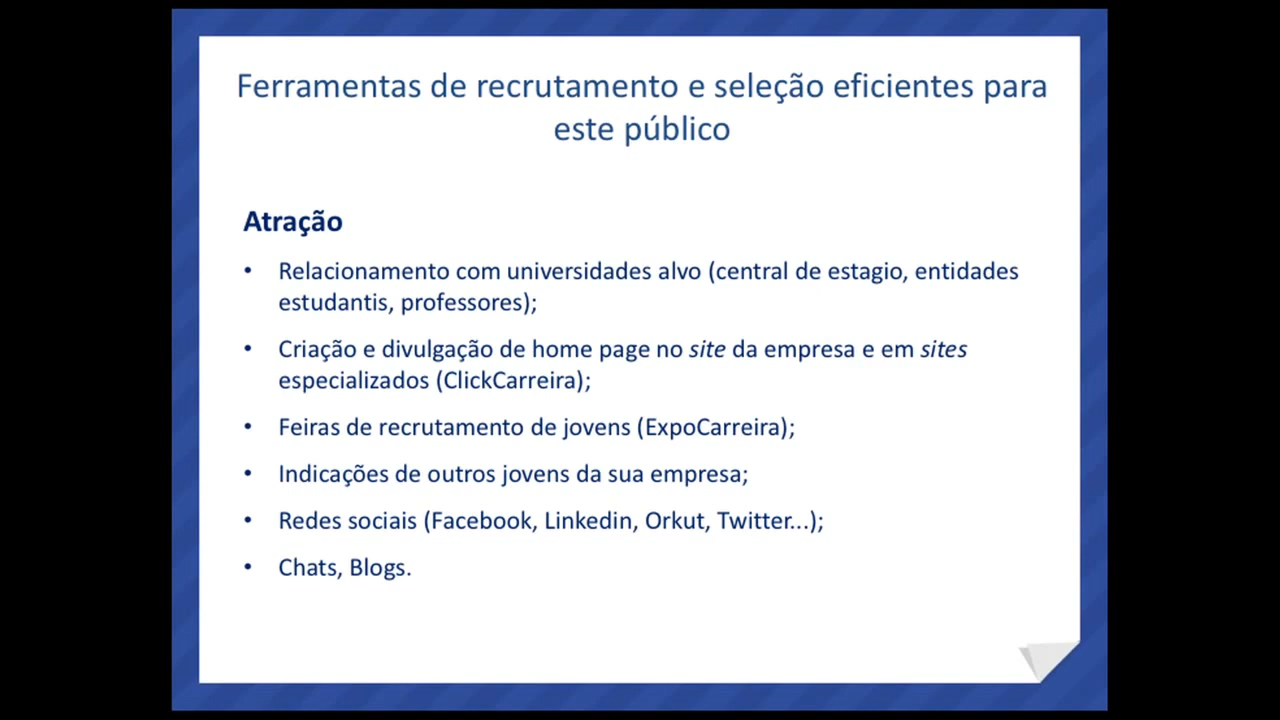 Ferramentas de recrutamento e seleção eficientes para
este público
Atração
• Relacionamento com universidades alvo (central de estagio, entidades
estudantis, professores);
• Criação e divulgação de home page no site da empresa e em sites
especializados (ClickCarreira);
• Feiras de recrutamento de jovens (ExpoCarreira);
• Indicações de outros jovens da sua empresa;
• Redes sociais (Facebook, Linkedin, Orkut, Twitter...);
• Chats, Blogs.